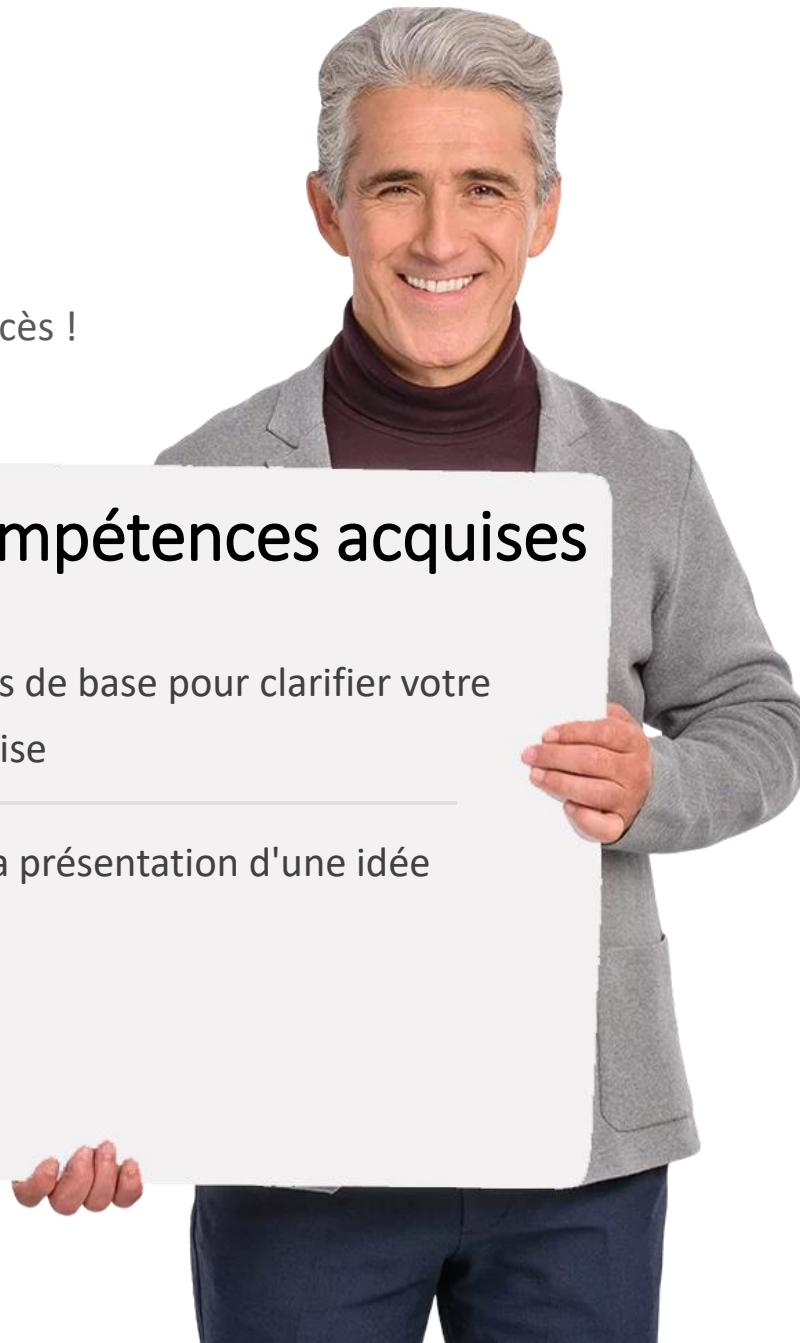 cès !
mpétences acquises
s de base pour clarifier votre
ise
a présentation d'une idée